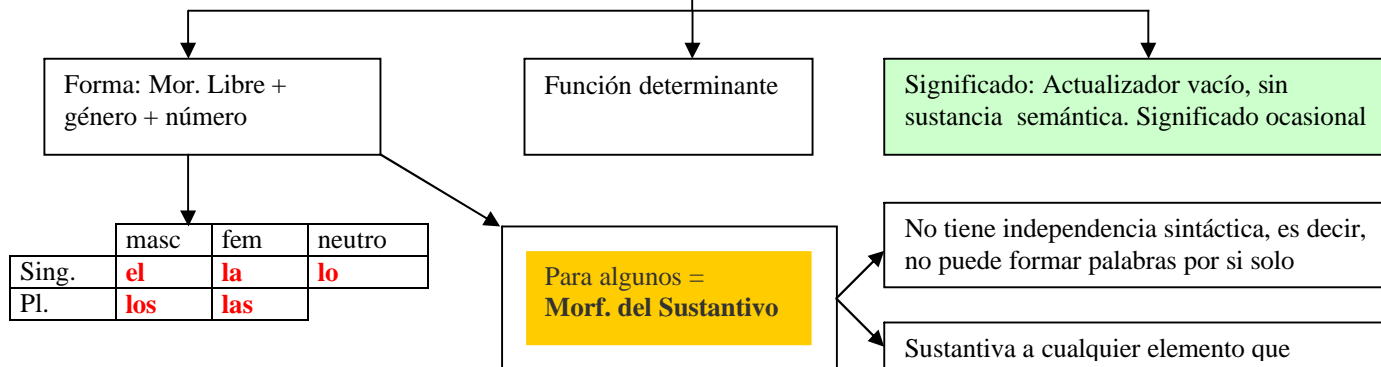 Forma: Mor. Libre +
género + número
Función determinante
Significado: Actualizador vacío, sin
sustancia semántica. Significado ocasional
masc fem neutro
Sing. el la lo
Pl. los las
Para algunos =
Morf. del Sustantivo
No tiene independencia sintáctica, es decir,
no puede formar palabras por si solo
Sustantiva a cualquier elemento que